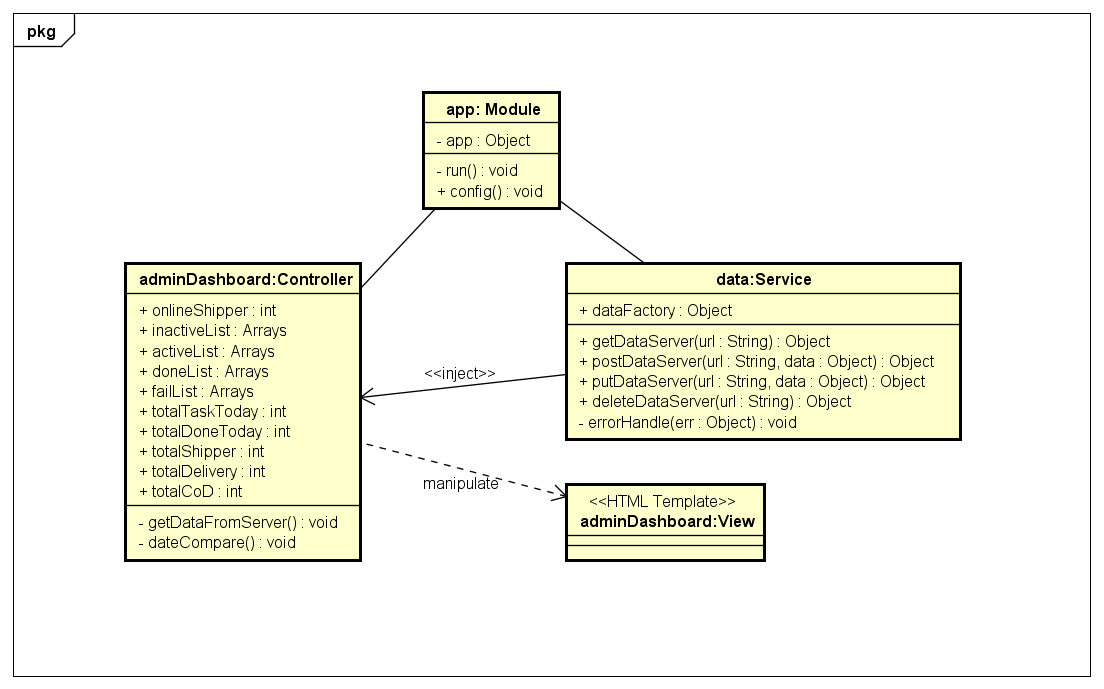 pkg
app: Module
- app : Object
- run() : void
+ config() : void
adminDashboard:Controller
+ onlineShipper : int
+ inactiveList : Arrays
+ activeList : Arrays
+ doneList : Arrays
+ failList : Arrays
+ totalTaskToday : int
+ totalDoneToday : int
+ totalShipper : int
+ totalDelivery : int
+ totalCoD : int
- getDataFromServer() : void
- dateCompare() : void
data:Service
+ dataFactory : Object
+ getDataServer(url : String) : Object
+ postDataServer(url : String, data : Object) : Object
+ putDataServer(url : String, data : Object) : Object
+ deleteDataServer(url : String) : Object
- errorHandle(err : Object) : void
<<inject>>
manipulate
<<HTML Template>>
adminDashboard:View